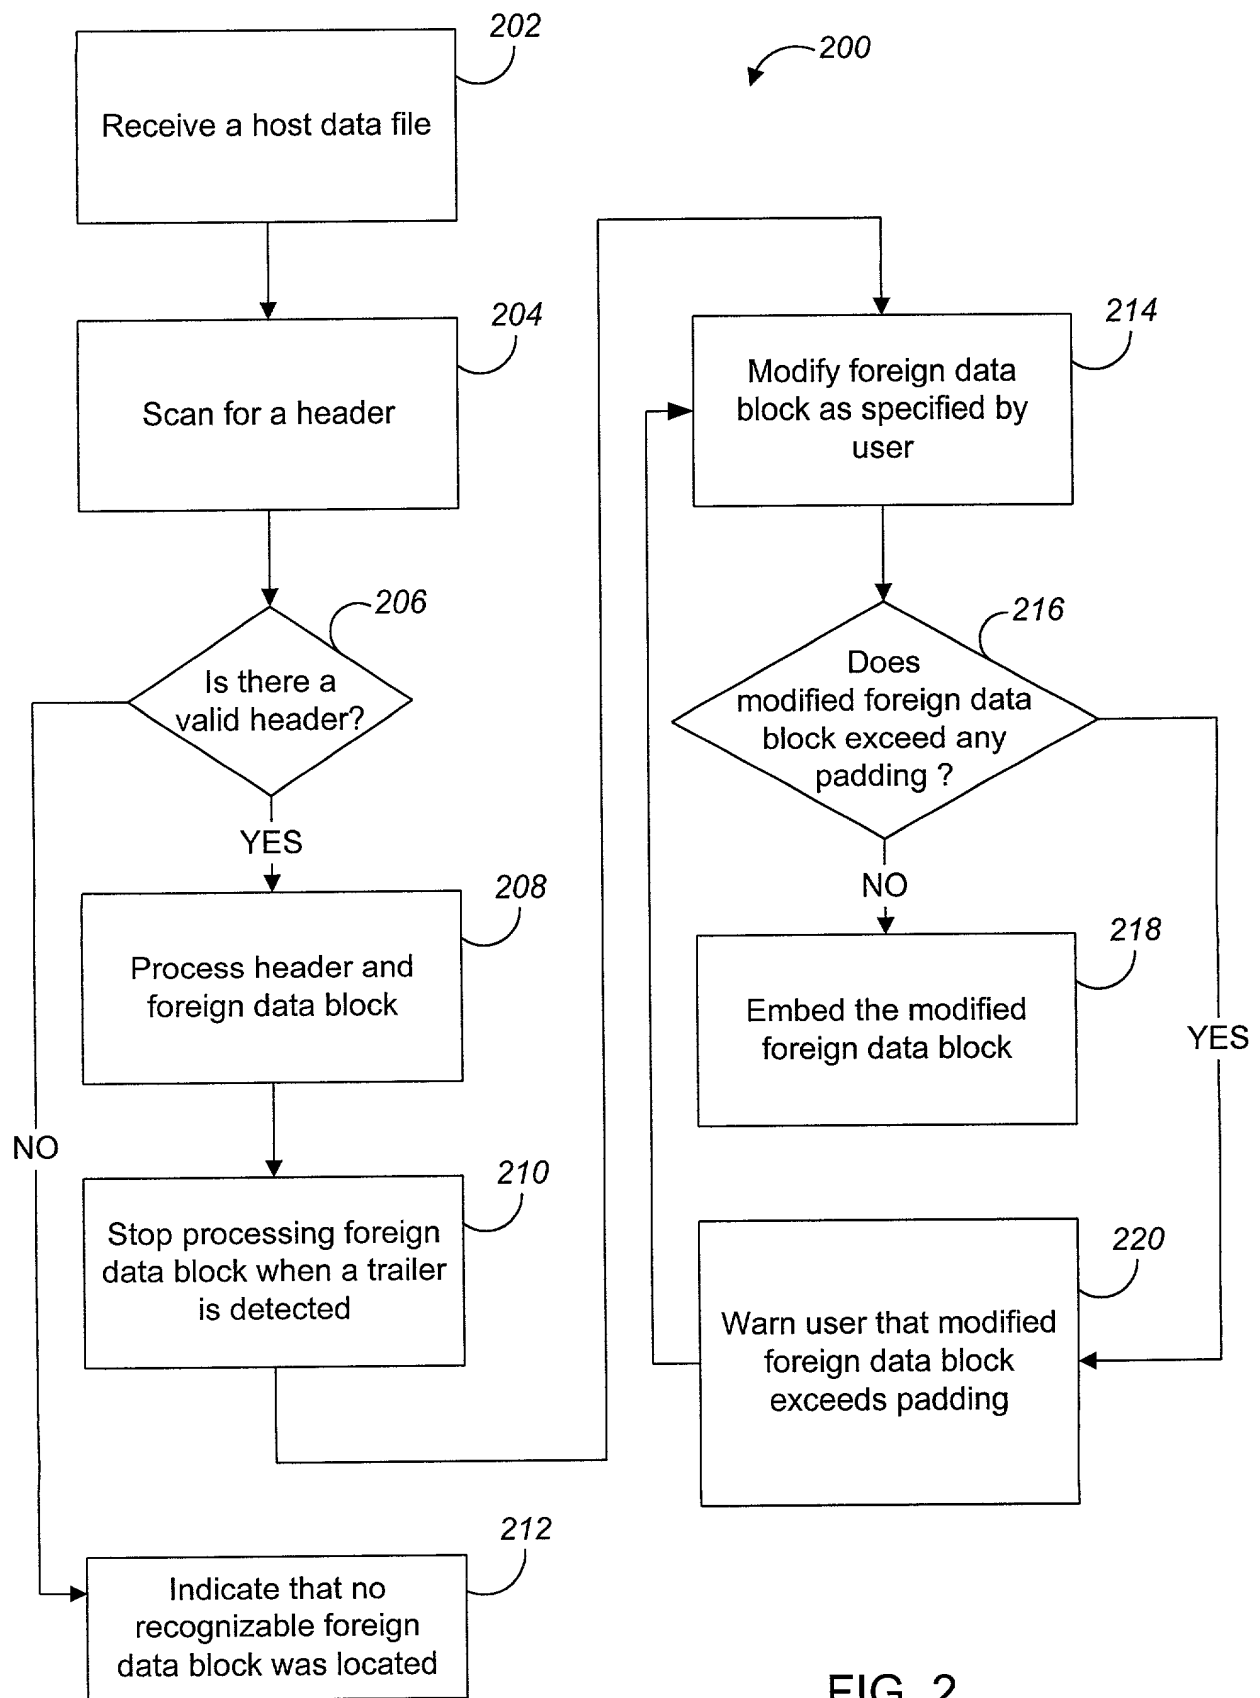 202
Receive a host data file
204
Scan for a header
206
Is there a
valid header?
YES
NO
208
Process header and
foreign data block
210
Stop processing foreign
data block when a trailer
is detected
212
Indicate that no
recognizable foreign
data block was located
200
214
Modify foreign data
block as specified by
user
216
Does
modified foreign data
block exceed any
padding ?
NO
YES
218
Embed the modified
foreign data block
220
Warn user that modified
foreign data block
exceeds padding
FIG. 2